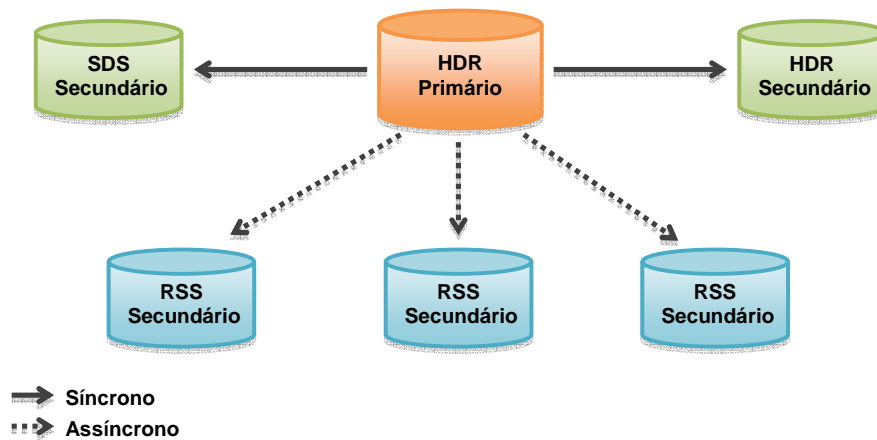 SDS
Secundário
HDR
Primário
HDR
Secundário
RSS
Secundário
RSS
Secundário
RSS
Secundário
Síncrono
Assíncrono